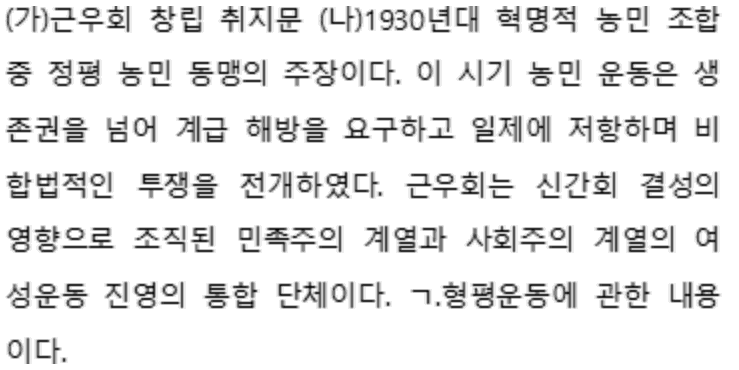 (가)근우회 창립 취지문 (나)1930년대 혁명적 농민 조합
중 정평 농민 동맹의 주장이다. 이 시기 농민 운동은 생
존권을 넘어 계급 해방을 요구하고 일제에 저항하며 비
합법적인 투쟁을 전개하였다. 근우회는 신간회 결성의
영향으로 조직된 민족주의 계열과 사회주의 계열의 여
성운동 진영의 통합 단체이다. ㄱ.형평운동에 관한 내용
이다.